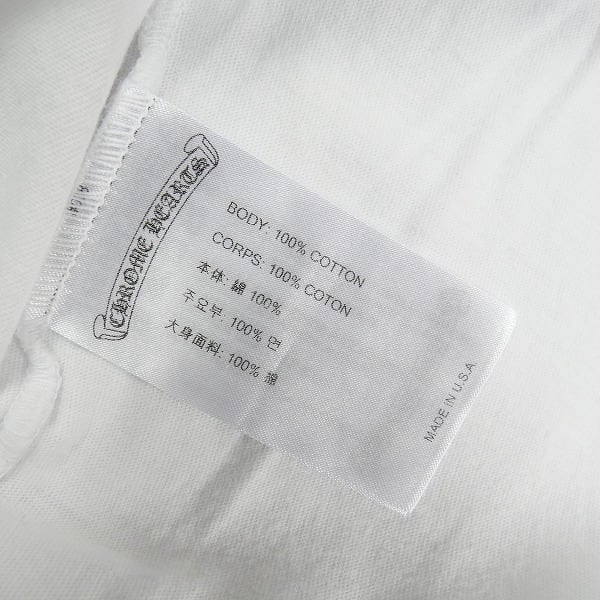 CHROME HEARTS
BODY: 100% COTTON
CORPS: 100% COTON
本体: 綿 100%
주요부: 100% 면
大身面料: 100% 棉
MADE IN U.S.A